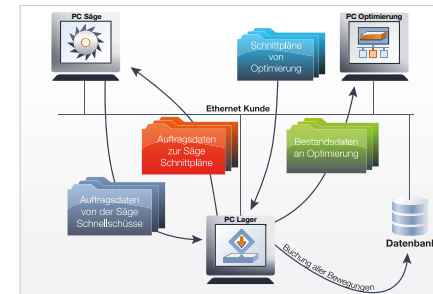 PC Säge
Schnittpläne
von
Optimierung
PC Optimierung
Ethernet Kunde
Auftragsdaten
zur Säge
Schnittpläne
Bestandsdaten
an Optimierung
Auftragsdaten
von der Säge
Schnellschüsse
PC Lager
Datenbank
Buchung aller Bewegungen